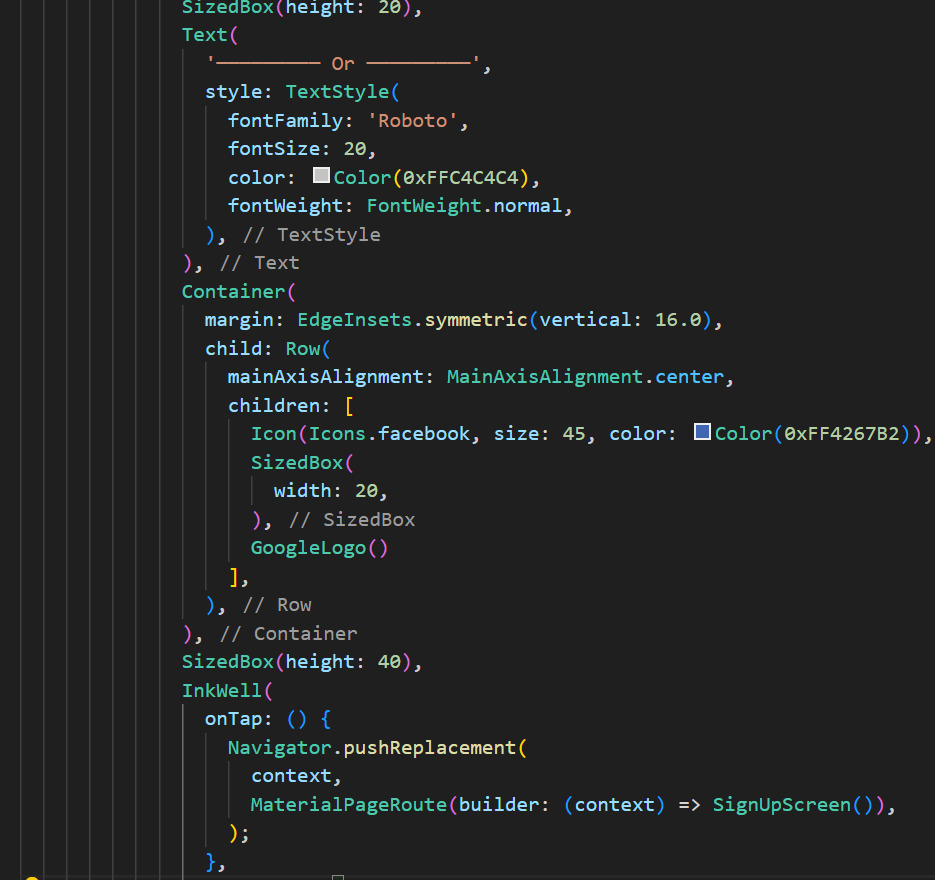 SizedBox(height: 20),
Text(
'───────── Or ─────────',
style: TextStyle(
fontFamily: 'Roboto',
fontSize: 20,
color: Color(0xFFC4C4C4),
fontWeight: FontWeight.normal,
), // TextStyle
), // Text
Container(
margin: EdgeInsets.symmetric(vertical: 16.0),
child: Row(
mainAxisAlignment: MainAxisAlignment.center,
children: [
Icon(Icons.facebook, size: 45, color: Color(0xFF4267B2)),
SizedBox(
width: 20,
), // SizedBox
GoogleLogo()
],
), // Row
), // Container
SizedBox(height: 40),
InkWell(
onTap: () {
Navigator.pushReplacement(
context,
MaterialPageRoute(builder: (context) => SignUpScreen()),
);
},